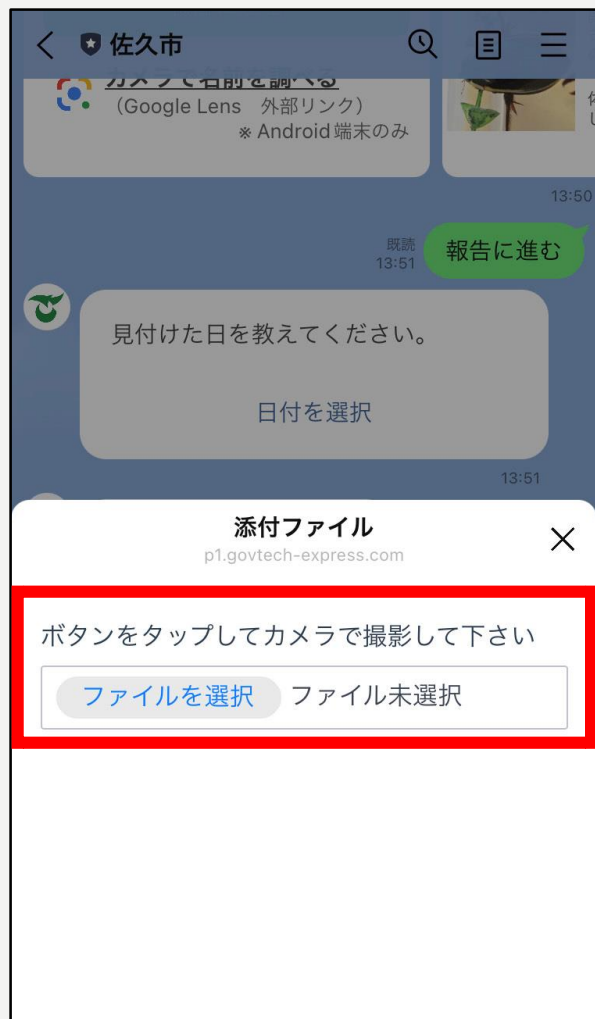 佐久市
カメラで名前を調べる
（Google Lens　外部リンク）
※ Android端末のみ
13:50
既読
13:51
報告に進む
見付けた日を教えてください。
日付を選択
13:51
添付ファイル
p1.govtech-express.com
ボタンをタップしてカメラで撮影して下さい
ファイルを選択 ファイル未選択